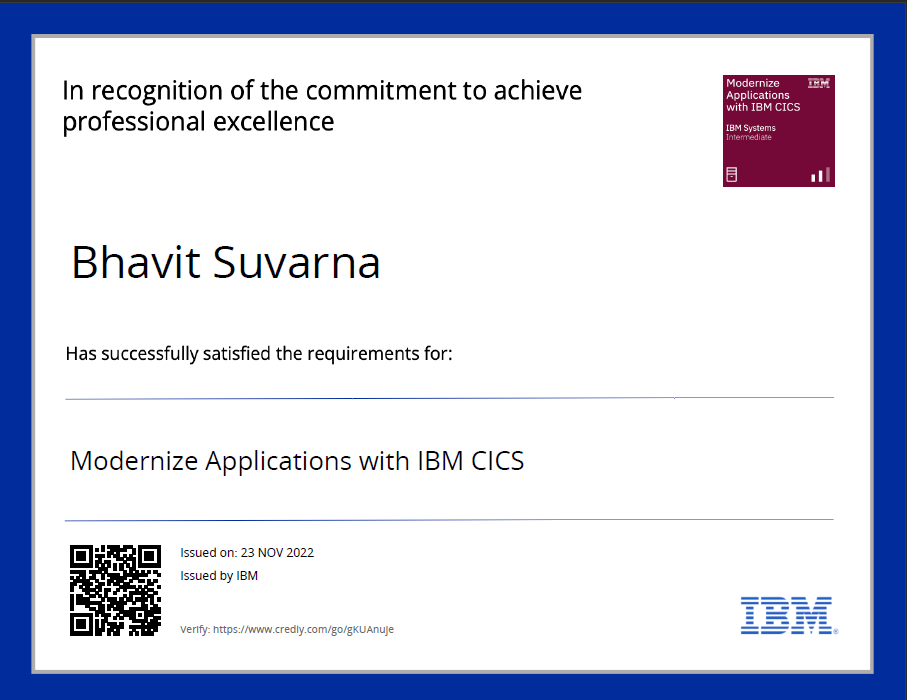 In recognition of the commitment to achieve
professional excellence
Modernize
Applications
with IBM CICS
IBM
IBM Systems
Intermediate
Bhavit Suvarna
Has successfully satisfied the requirements for:
Modernize Applications with IBM CICS
Issued on: 23 NOV 2022
Issued by IBM
Verify: https://www.credly.com/go/gKUAnuJe
IBM®